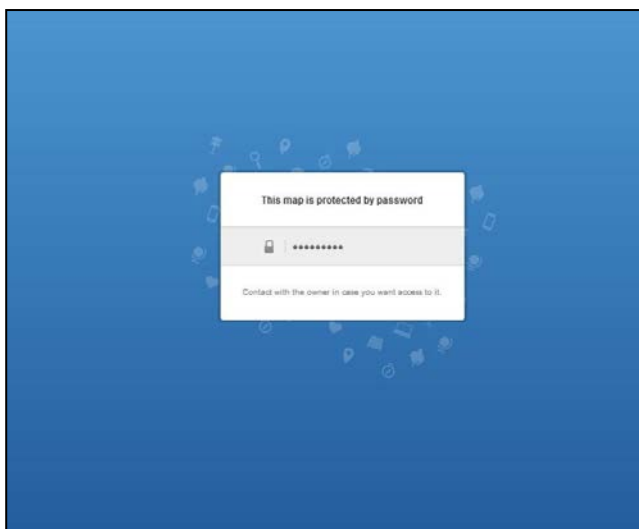 This map is protected by password
•••••••••
Contact with the owner in case you want access to it.